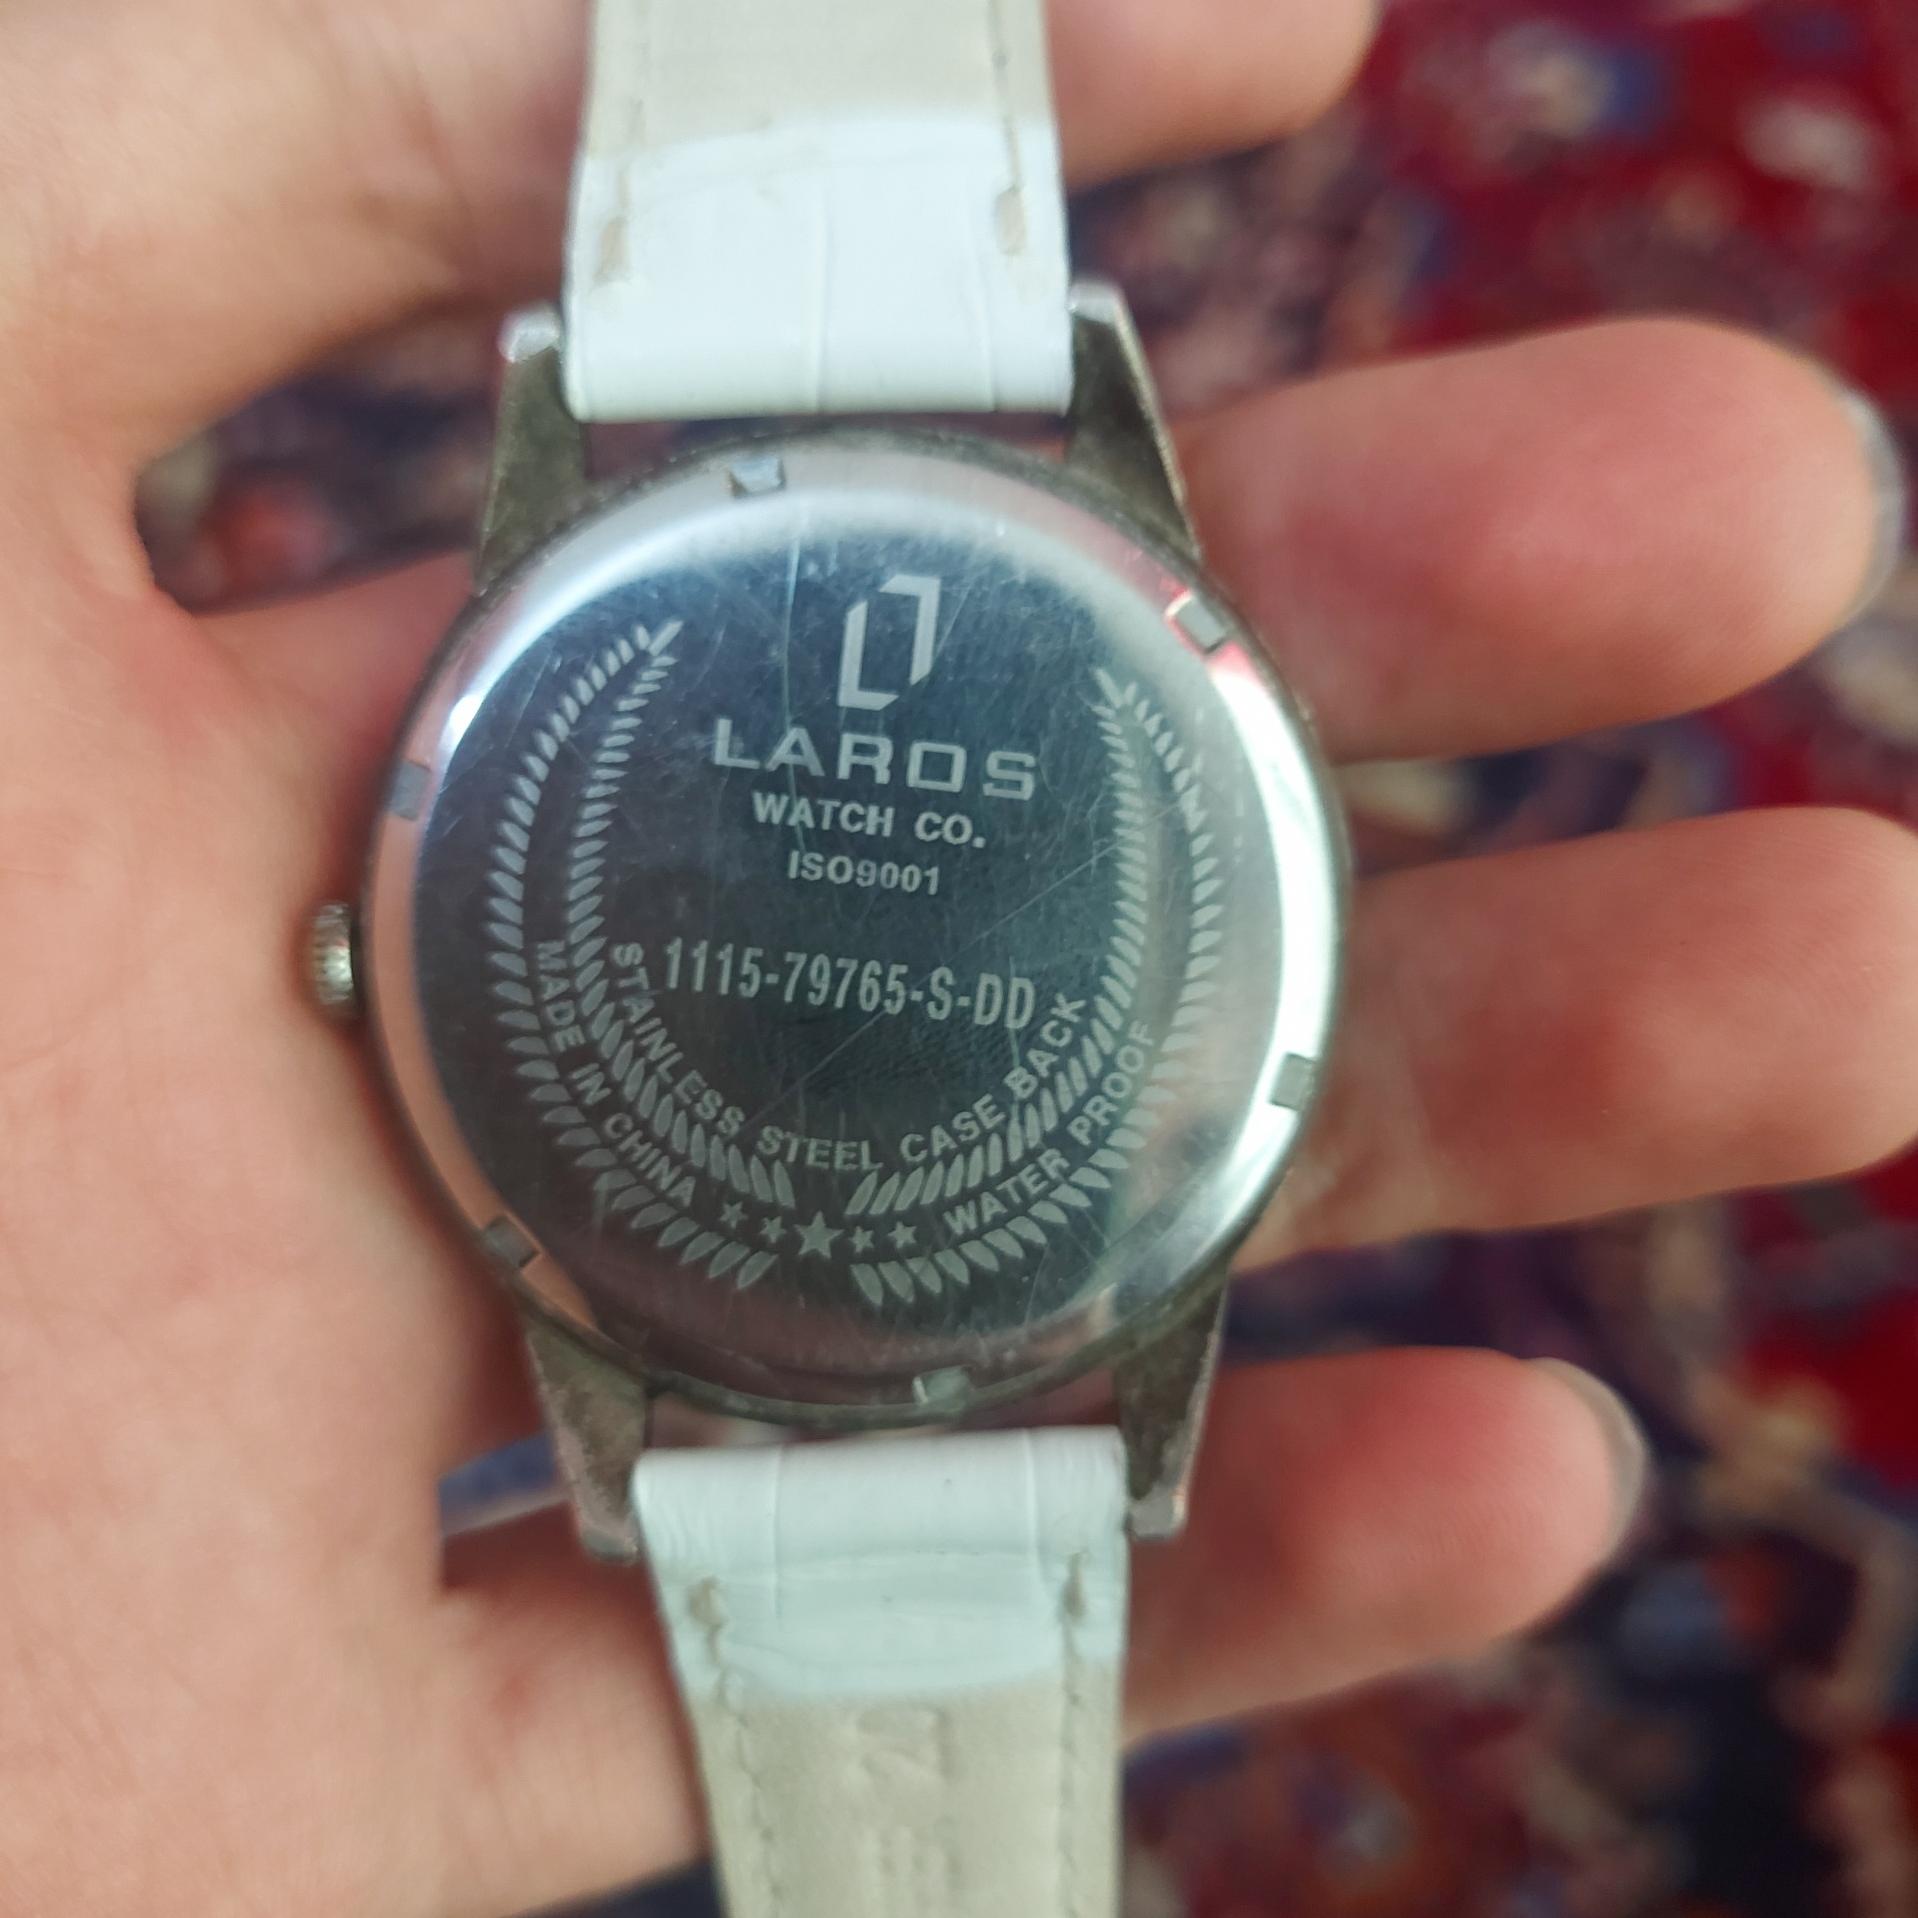 LAROS
WATCH CO.
ISO9001
1115-79765-S-DD
STAINLESS STEEL CASE BACK
MADE IN CHINA ★★★★★ WATER PROOF